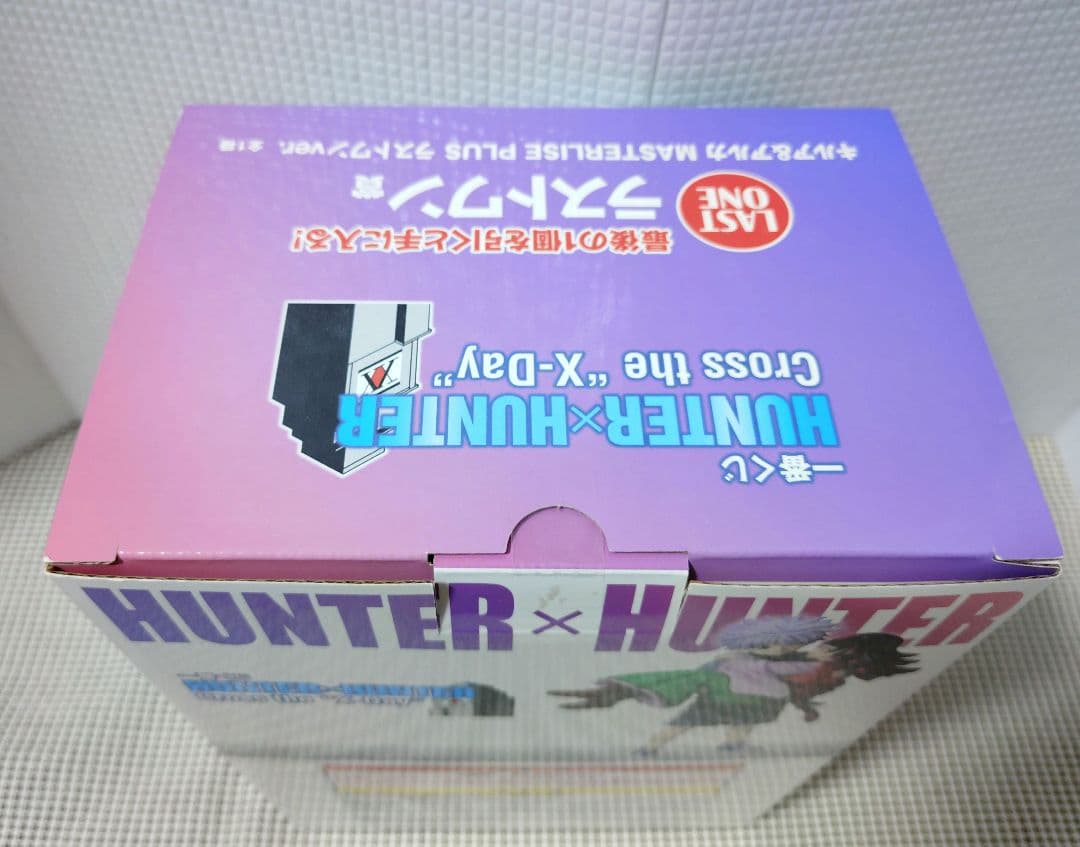 一番くじ
HUNTER×HUNTER
Cross the “X-Day”
最後の1個を引くと手に入る!
LAST ONE
ラストワン賞
キルア&アルカ MASTERLISE PLUS ラストワンver. 全1種
HUNTER × HUNTER